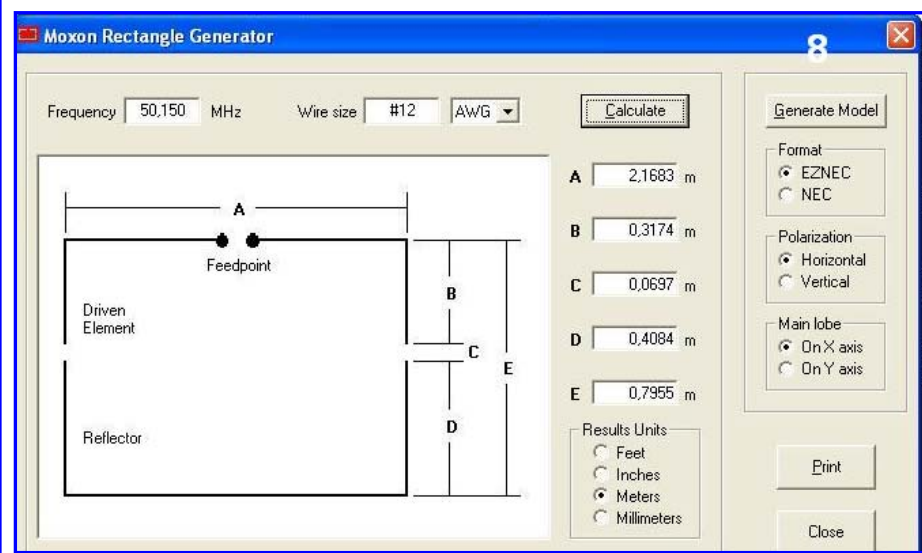 Moxon Rectangle Generator
8
Frequency 50,150 MHz Wire size #12 AWG Calculate
A
Feedpoint
Driven
Element
B
C
E
D
Reflector
A 2,1683 m
B 0,3174 m
C 0,0697 m
D 0,4084 m
E 0,7955 m
Results Units
Feet
Inches
Meters
Millimeters
Generate Model
Format
EZNEC
NEC
Polarization
Horizontal
Vertical
Main lobe
On X axis
On Y axis
Print
Close